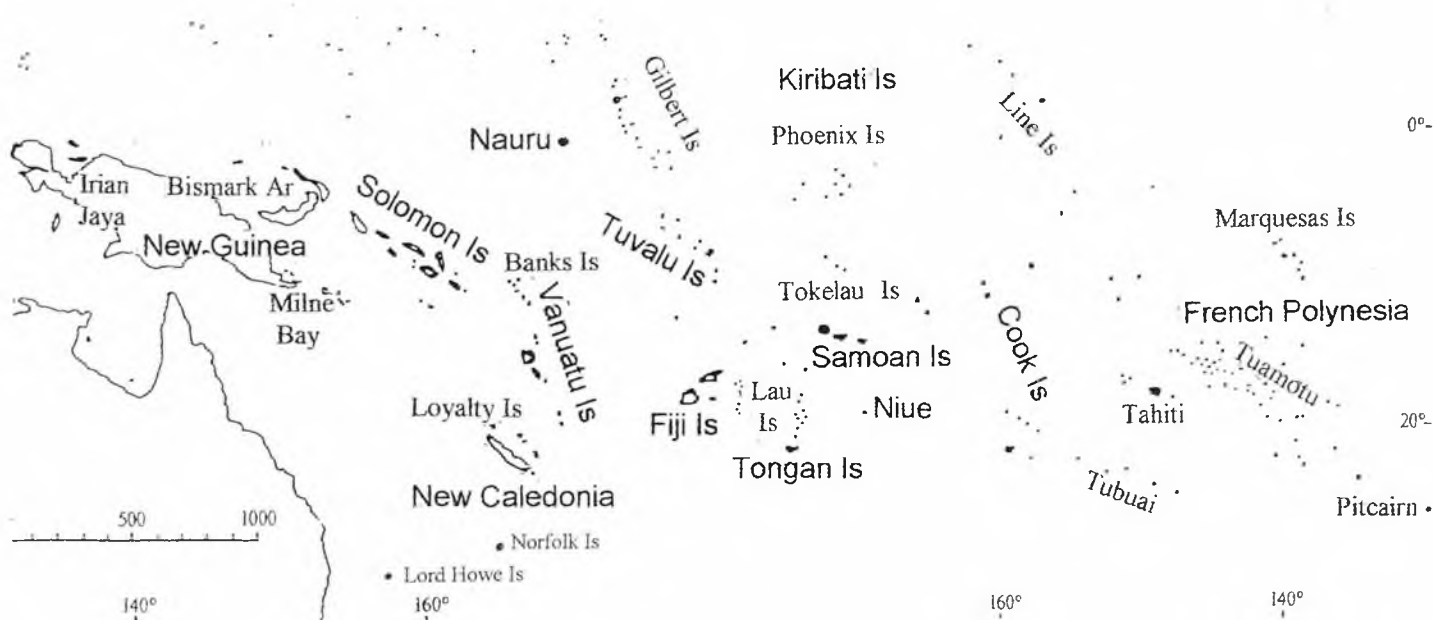 Gilbert Is
Kiribati Is
Line Is
Nauru
Phoenix Is
0°
Irian
Jaya
Bismark Ar
Solomon Is
New Guinea
Tuvalu Is
Marquesas Is
Banks Is
Milne
Bay
Vanuatu Is
Tokelau Is
French Polynesia
Cook Is
Samoan Is
Tuamotu
Loyalty Is
Fiji Is
Lau
Is
Niue
Tahiti
20°
Tongan Is
New Caledonia
Tubuai
Pitcairn
500
1000
Norfolk Is
Lord Howe Is
140°
160°
160°
140°